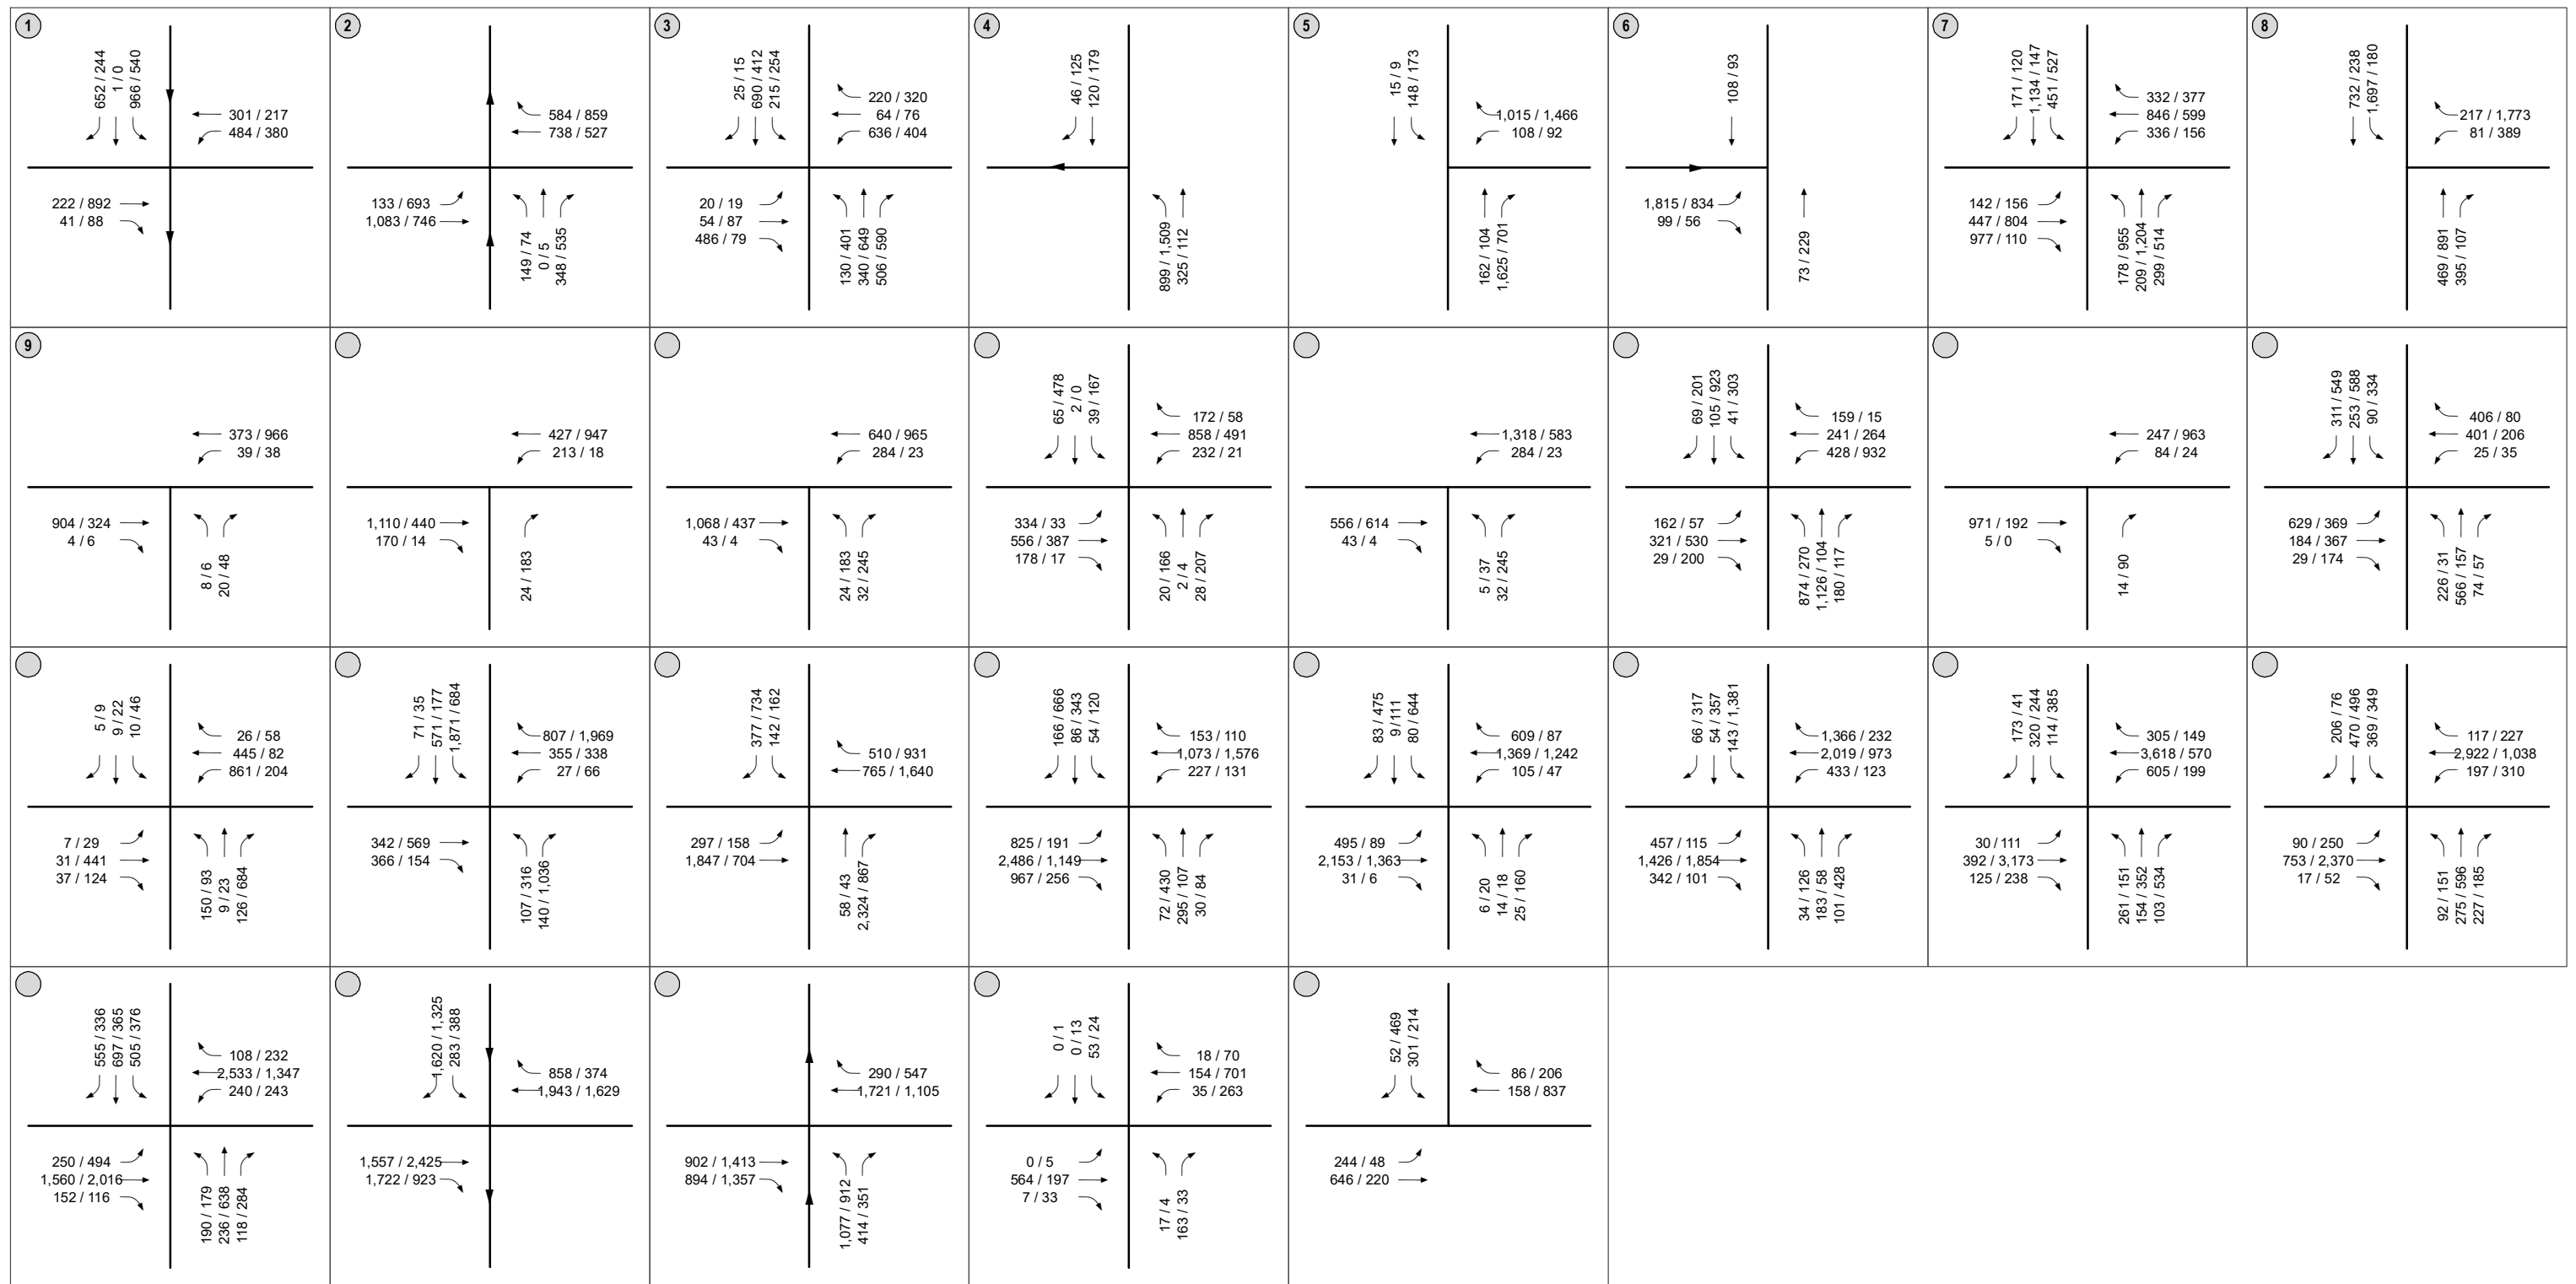 1
652 / 244
1 / 0
966 / 540
301 / 217
484 / 380
222 / 892
41 / 88
2
584 / 859
738 / 527
133 / 693
1,083 / 746
149 / 74
0 / 5
348 / 535
3
25 / 15
690 / 412
215 / 254
220 / 320
64 / 76
636 / 404
20 / 19
54 / 87
486 / 79
130 / 401
340 / 649
506 / 590
4
46 / 125
120 / 179
899 / 1,509
325 / 112
5
15 / 9
148 / 173
1,015 / 1,466
108 / 92
162 / 104
1,625 / 701
6
108 / 93
1,815 / 834
99 / 56
73 / 229
7
171 / 120
1,134 / 147
451 / 527
332 / 377
846 / 599
336 / 156
142 / 156
447 / 804
977 / 110
178 / 955
209 / 1,204
299 / 514
8
732 / 238
1,697 / 180
217 / 1,773
81 / 389
469 / 891
395 / 107
9
373 / 966
39 / 38
904 / 324
4 / 6
8 / 6
20 / 48
427 / 947
213 / 18
1,110 / 440
170 / 14
24 / 183
640 / 965
284 / 23
1,068 / 437
43 / 4
24 / 183
32 / 245
65 / 478
2 / 0
39 / 167
172 / 58
858 / 491
232 / 21
334 / 33
556 / 387
178 / 17
20 / 166
2 / 4
28 / 207
1,318 / 583
284 / 23
556 / 614
43 / 4
5 / 37
32 / 245
69 / 201
105 / 923
41 / 303
159 / 15
241 / 264
428 / 932
162 / 57
321 / 530
29 / 200
874 / 270
1,126 / 104
180 / 117
247 / 963
84 / 24
971 / 192
5 / 0
14 / 90
311 / 549
253 / 588
90 / 334
406 / 80
401 / 206
25 / 35
629 / 369
184 / 367
29 / 174
226 / 31
566 / 157
74 / 57
5 / 9
9 / 22
10 / 46
26 / 58
445 / 82
861 / 204
7 / 29
31 / 441
37 / 124
150 / 93
9 / 23
126 / 684
71 / 35
571 / 177
1,871 / 684
807 / 1,969
355 / 338
27 / 66
342 / 569
366 / 154
107 / 316
140 / 1,036
377 / 734
142 / 162
510 / 931
765 / 1,640
297 / 158
1,847 / 704
58 / 43
2,324 / 867
166 / 666
86 / 343
54 / 120
153 / 110
1,073 / 1,576
227 / 131
825 / 191
2,486 / 1,149
967 / 256
72 / 430
295 / 107
30 / 84
83 / 475
9 / 111
80 / 644
609 / 87
1,369 / 1,242
105 / 47
495 / 89
2,153 / 1,363
31 / 6
6 / 20
14 / 18
25 / 160
66 / 317
54 / 357
143 / 1,381
1,366 / 232
2,019 / 973
433 / 123
457 / 115
1,426 / 1,854
342 / 101
34 / 126
183 / 58
101 / 428
173 / 41
320 / 244
114 / 385
305 / 149
3,618 / 570
605 / 199
30 / 111
392 / 3,173
125 / 238
261 / 151
154 / 352
103 / 534
206 / 76
470 / 496
369 / 349
117 / 227
2,922 / 1,038
197 / 310
90 / 250
753 / 2,370
17 / 52
92 / 151
275 / 596
227 / 185
555 / 336
697 / 365
505 / 376
108 / 232
2,533 / 1,347
240 / 243
250 / 494
1,560 / 2,016
152 / 116
190 / 179
236 / 638
118 / 284
1,620 / 1,325
283 / 388
858 / 374
1,943 / 1,629
1,557 / 2,425
1,722 / 923
290 / 547
1,721 / 1,105
902 / 1,413
894 / 1,357
1,077 / 912
414 / 351
0 / 1
0 / 13
53 / 24
18 / 70
154 / 701
35 / 263
0 / 5
564 / 197
7 / 33
17 / 4
163 / 33
52 / 469
301 / 214
86 / 206
158 / 837
244 / 48
646 / 220